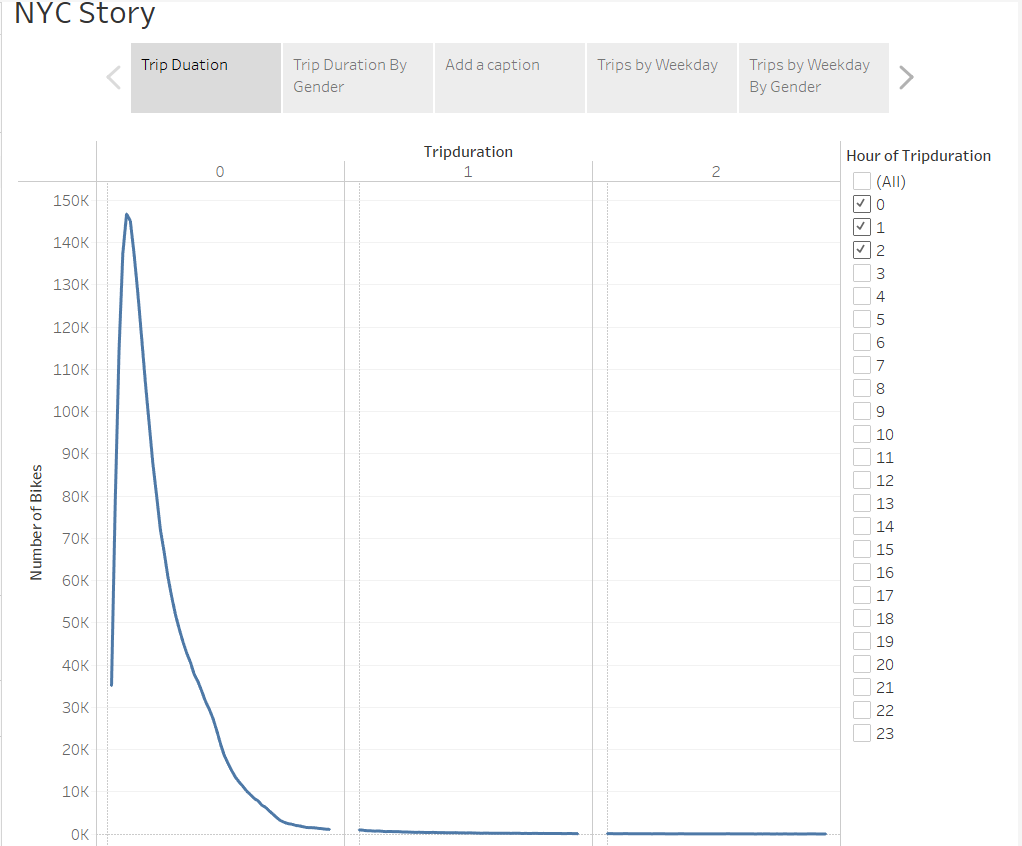 NYC Story
Trip Duation
Trip Duration By
Gender
Add a caption
Trips by Weekday
Trips by Weekday
By Gender
Tripduration
0
1
2
150K
140K
130K
120K
110K
100K
90K
80K
70K
60K
50K
40K
30K
20K
10K
0K
Number of Bikes
Hour of Tripduration
(All)
0
1
2
3
4
5
6
7
8
9
10
11
12
13
14
15
16
17
18
19
20
21
22
23